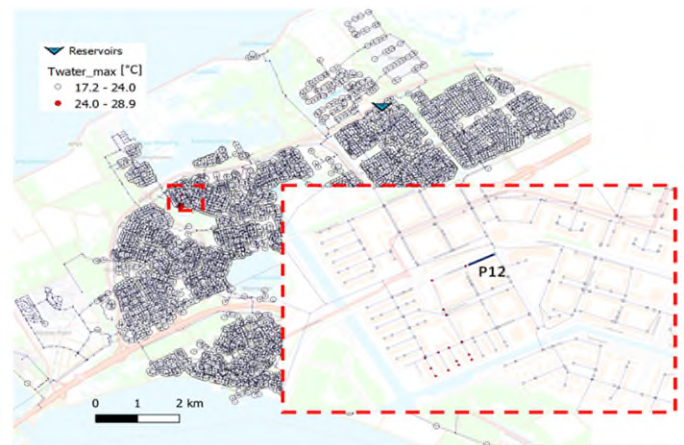 Reservoirs
Twater_max [°C]
17.2 - 24.0
24.0 - 28.9
P12
0 1 2 km